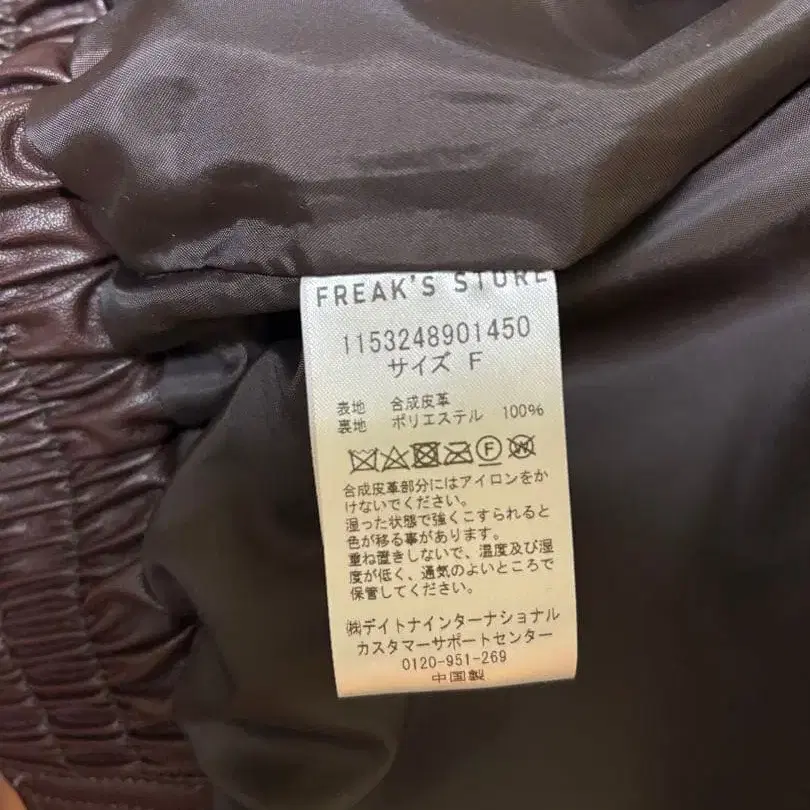 FREAK'S STORE
1153248901450
サイズ F
表地 合成皮革
裏地 ポリエステル 100%
F W
合成皮革部分にはアイロンをか
けないでください。
湿った状態で強くこすられると
色が移る事があります。
重ね置きしないで、温度及び湿
度が低く、通気のよいところで
保管してください。
㈱デイトナインターナショナル
カスタマーサポートセンター
0120-951-269
中国製